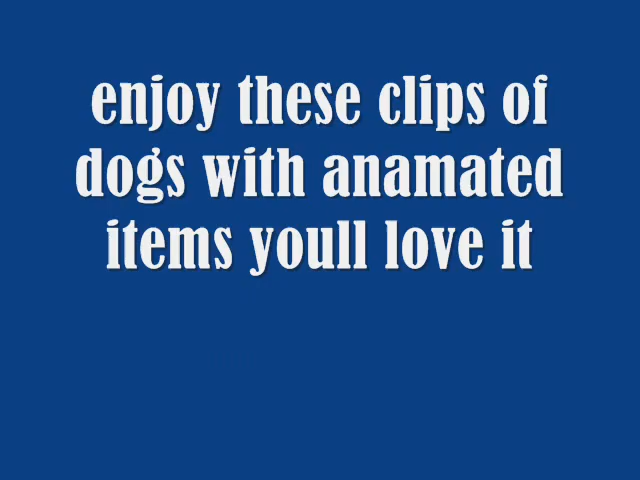 enjoy these clips of
dogs with anamated
items youll love it